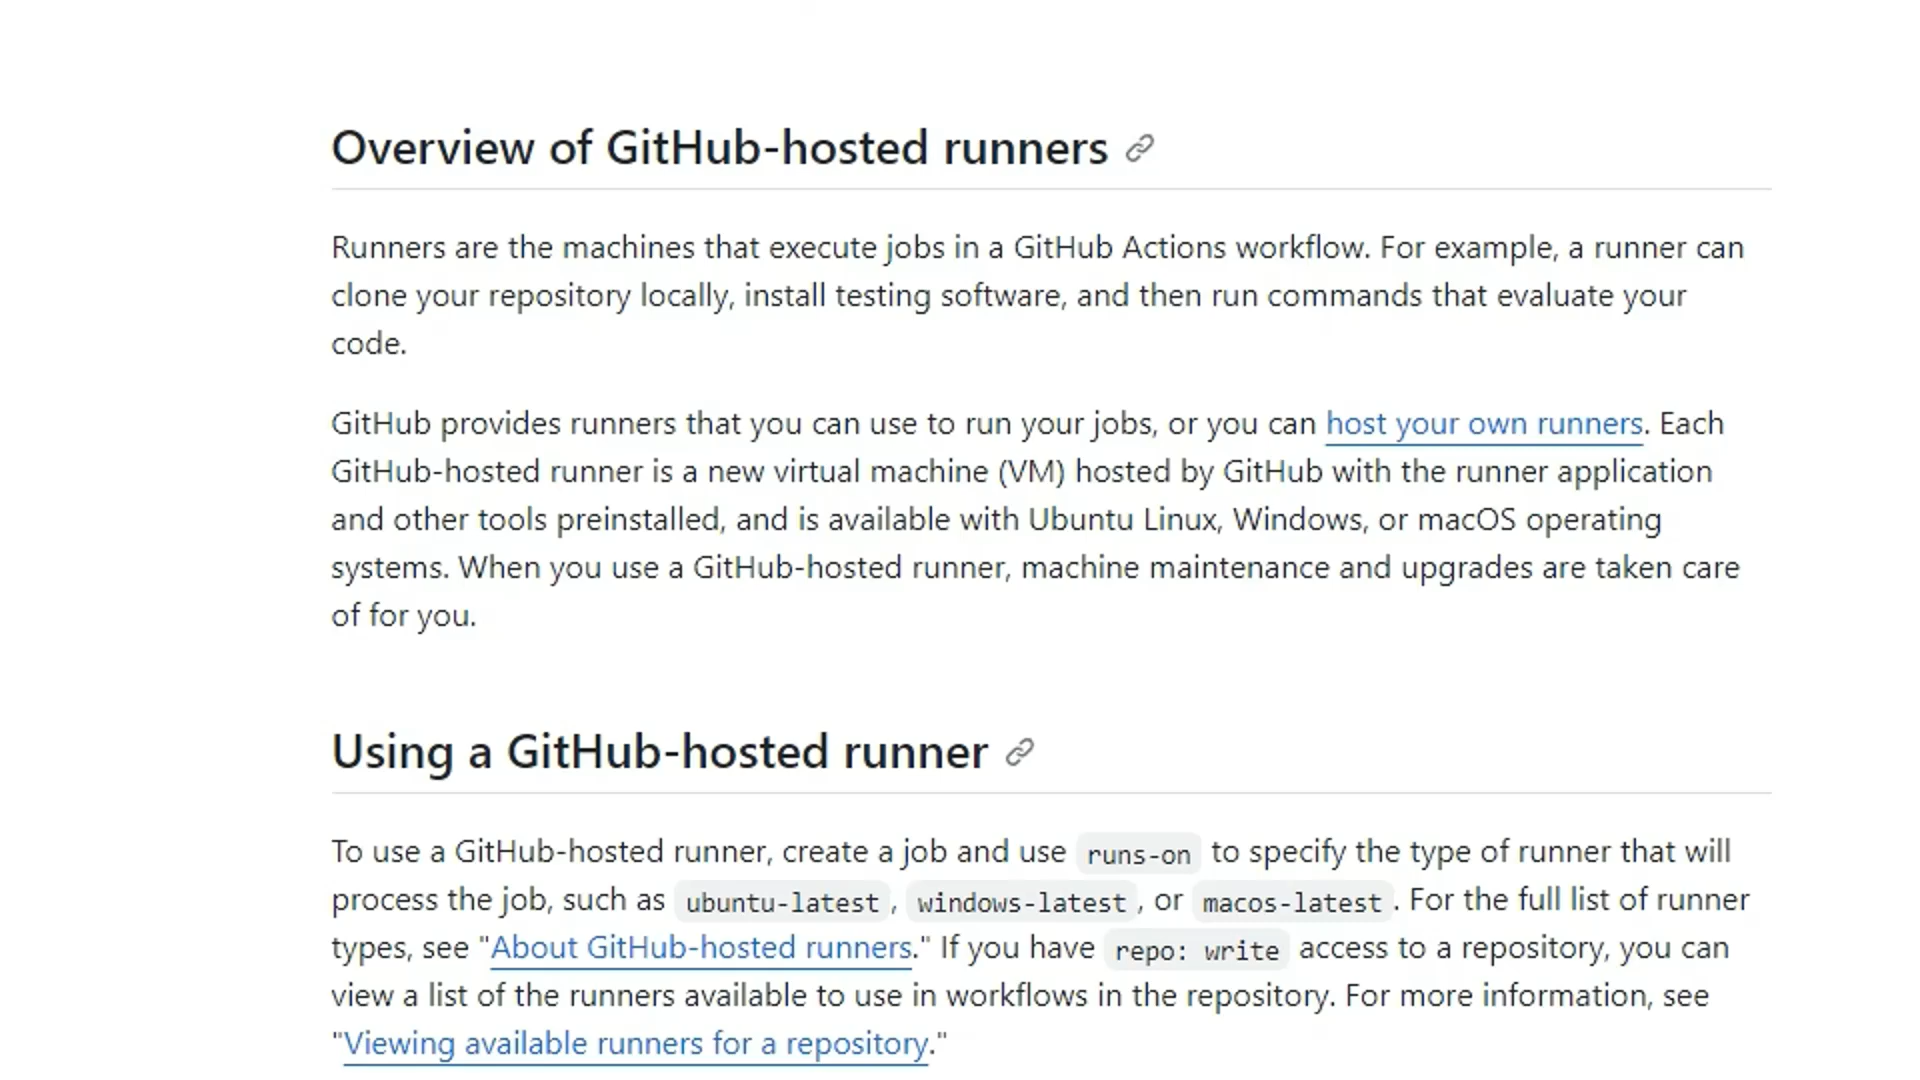 Overview of GitHub-hosted runners
Runners are the machines that execute jobs in a GitHub Actions workflow. For example, a runner can
clone your repository locally, install testing software, and then run commands that evaluate your
code.
GitHub provides runners that you can use to run your jobs, or you can host your own runners. Each
GitHub-hosted runner is a new virtual machine (VM) hosted by GitHub with the runner application
and other tools preinstalled, and is available with Ubuntu Linux, Windows, or macOS operating
systems. When you use a GitHub-hosted runner, machine maintenance and upgrades are taken care
of for you.
Using a GitHub-hosted runner
To use a GitHub-hosted runner, create a job and use runs-on to specify the type of runner that will
process the job, such as ubuntu-latest, windows-latest, or macos-latest. For the full list of runner
types, see "About GitHub-hosted runners." If you have repo: write access to a repository, you can
view a list of the runners available to use in workflows in the repository. For more information, see
"Viewing available runners for a repository."